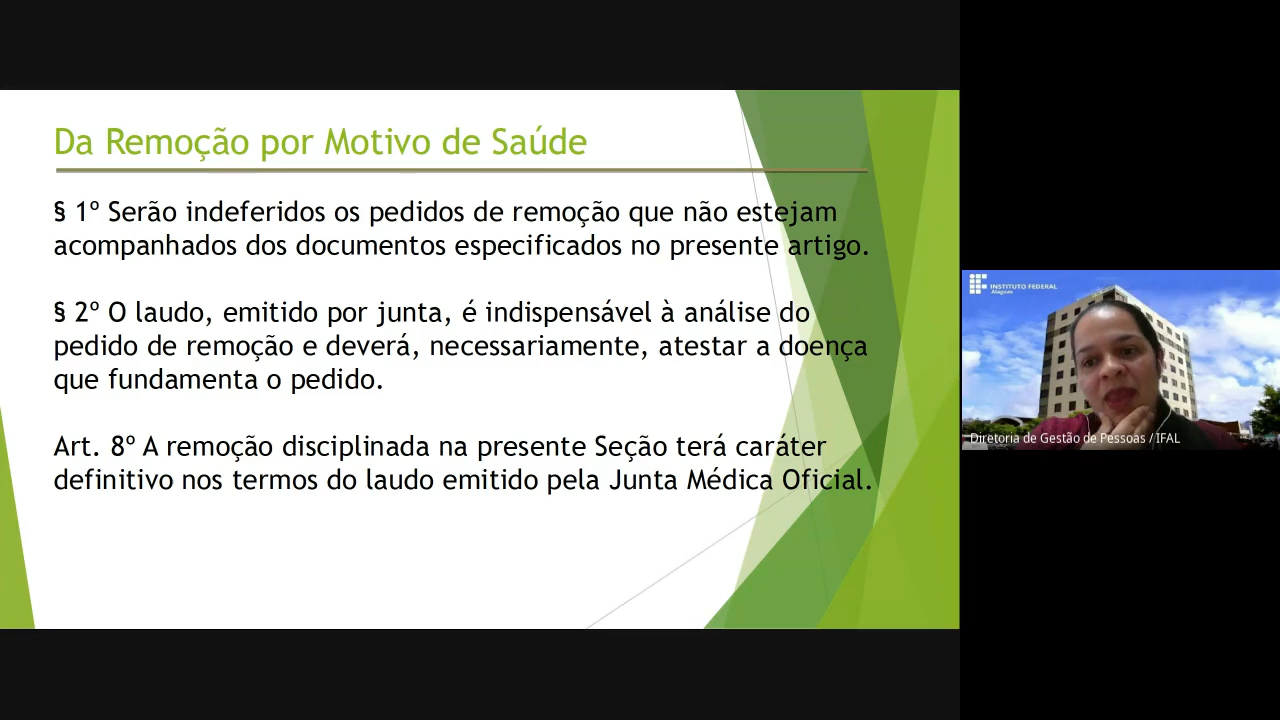 Da Remoção por Motivo de Saúde
§ 1º Serão indeferidos os pedidos de remoção que não estejam
acompanhados dos documentos especificados no presente artigo.
§ 2º O laudo, emitido por junta, é indispensável à análise do
pedido de remoção e deverá, necessariamente, atestar a doença
que fundamenta o pedido.
Art. 8º A remoção disciplinada na presente Seção terá caráter
definitivo nos termos do laudo emitido pela Junta Médica Oficial.
INSTITUTO FEDERAL
Alagoas
Diretoria de Gestão de Pessoas / IFAL